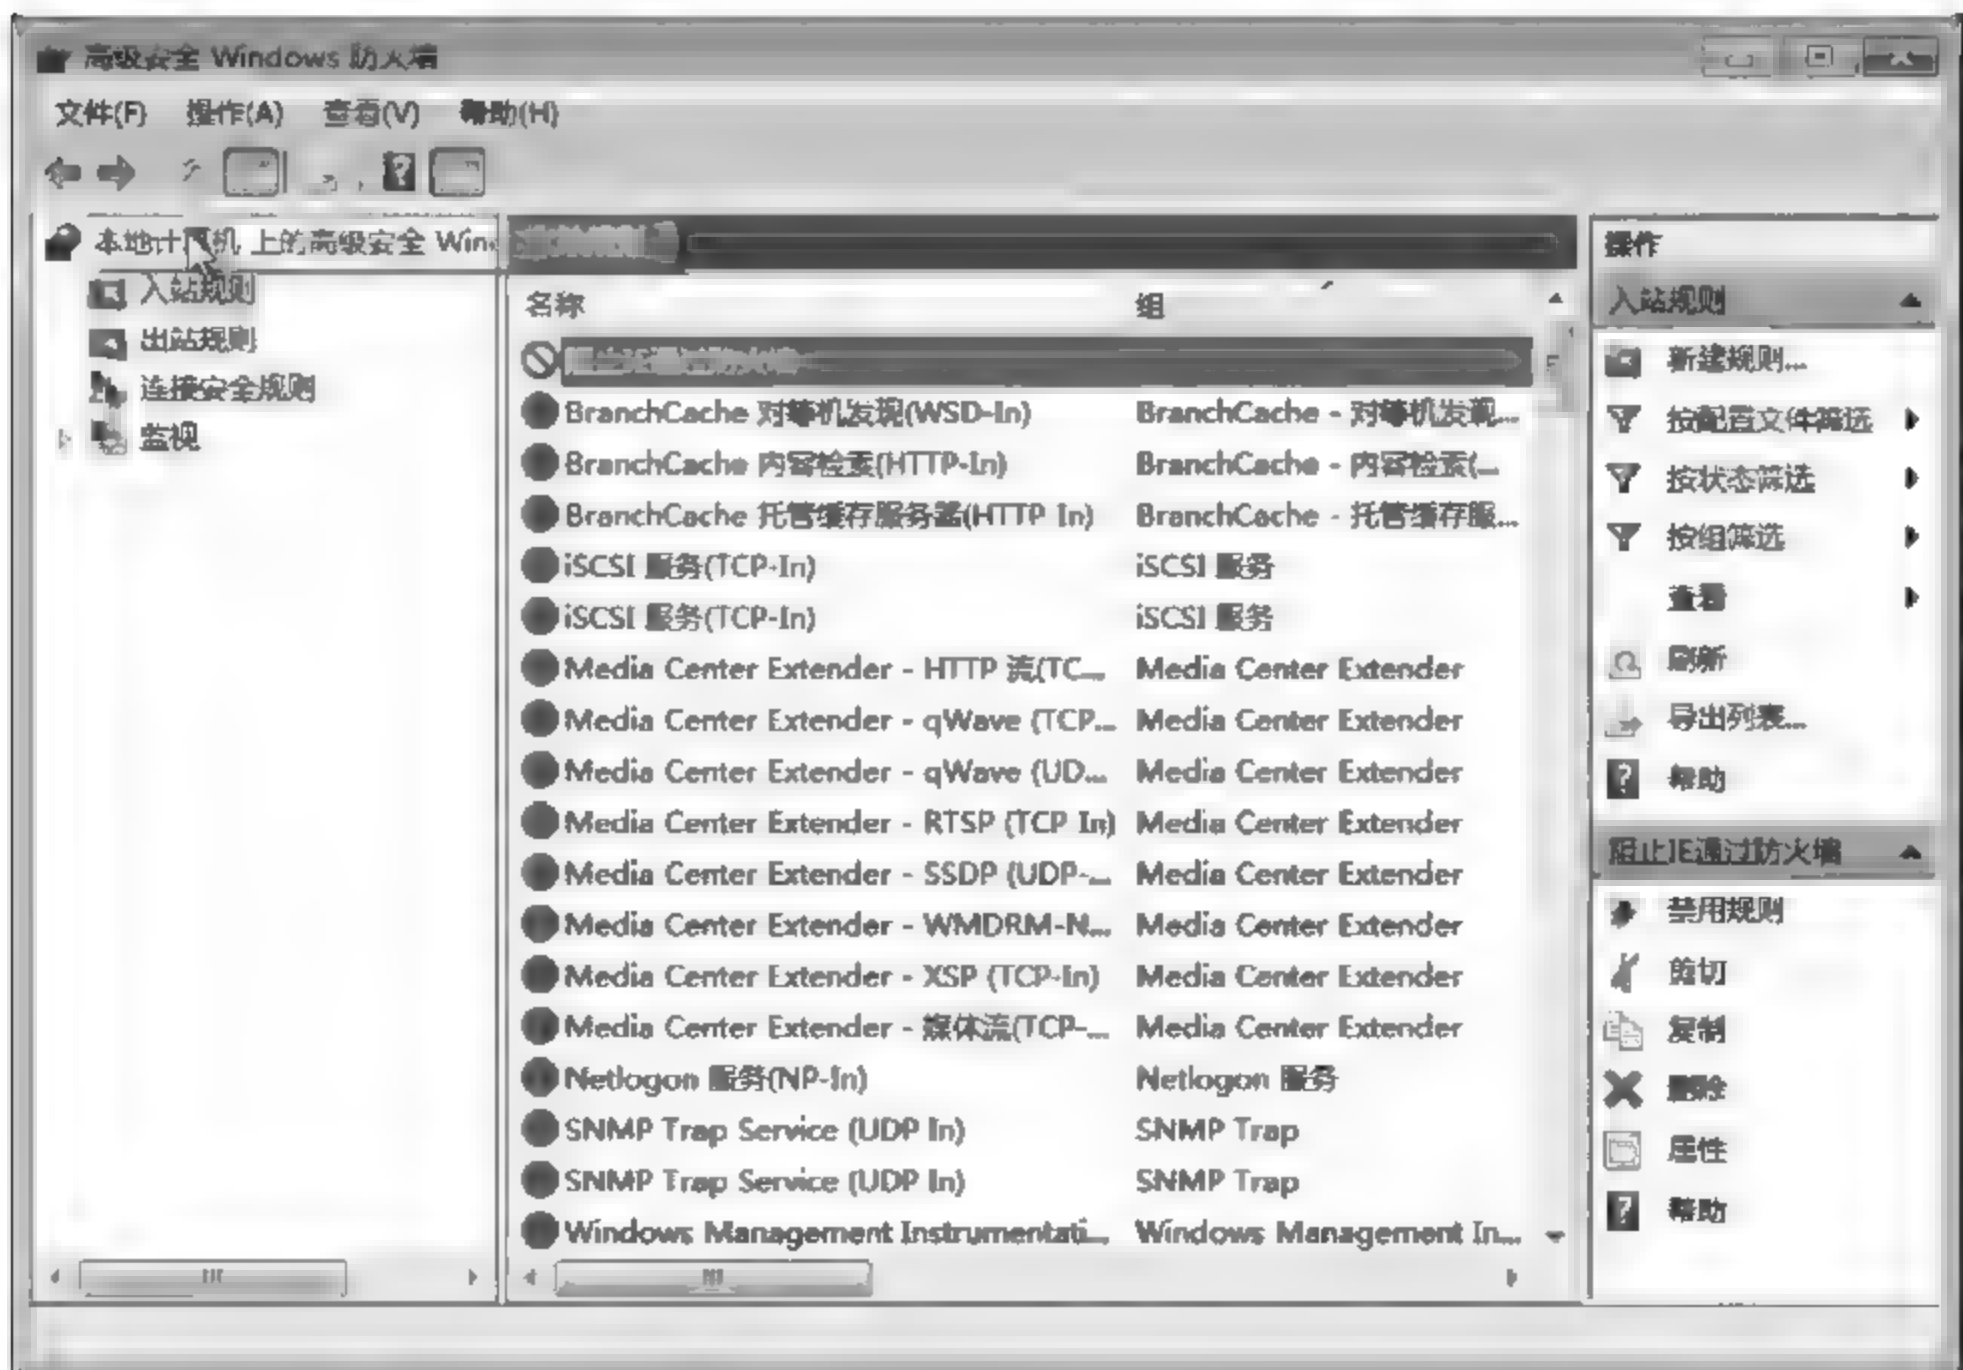 高级安全 Windows 防火墙
文件(F) 操作(A) 查看(V) 帮助(H)
本地计算机 上的高级安全 Wind
入站规则
出站规则
连接安全规则
监视
名称 组
阻止IE通过防火墙
BranchCache 对等机发现(WSD-In) BranchCache - 对等机发现...
BranchCache 内容检索(HTTP-In) BranchCache - 内容检索(...
BranchCache 托管缓存服务器(HTTP-In) BranchCache - 托管缓存服...
iSCSI 服务(TCP-In) iSCSI 服务
iSCSI 服务(TCP-In) iSCSI 服务
Media Center Extender - HTTP 流(TC... Media Center Extender
Media Center Extender - qWave (TCP... Media Center Extender
Media Center Extender - qWave (UD... Media Center Extender
Media Center Extender - RTSP (TCP-In) Media Center Extender
Media Center Extender - SSDP (UDP-... Media Center Extender
Media Center Extender - WMDRM-N... Media Center Extender
Media Center Extender - XSP (TCP-In) Media Center Extender
Media Center Extender - 媒体流(TCP-... Media Center Extender
Netlogon 服务(NP-In) Netlogon 服务
SNMP Trap Service (UDP In) SNMP Trap
SNMP Trap Service (UDP In) SNMP Trap
Windows Management Instrumentati... Windows Management In...
操作
入站规则
新建规则...
按配置文件筛选
按状态筛选
按组筛选
查看
刷新
导出列表...
帮助
阻止IE通过防火墙
禁用规则
剪切
复制
删除
属性
帮助